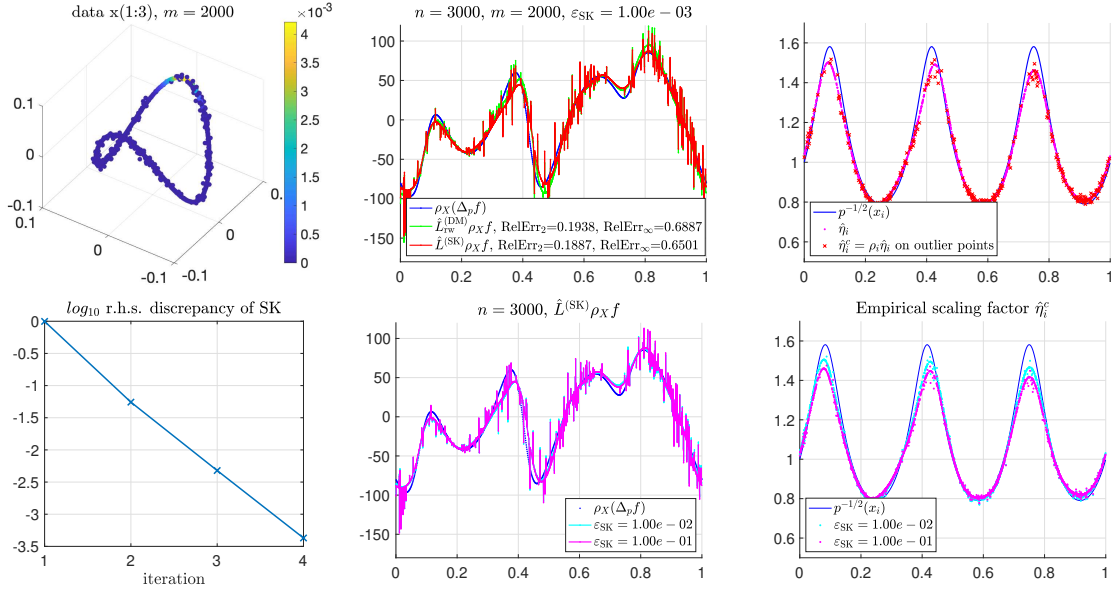 data x(1:3), m = 2000
×10⁻³
4
3.5
3
2.5
2
1.5
1
0.5
0
0.1
0
-0.1
0.1
0
-0.1
-0.1
0
0.
n = 3000, m = 2000, ε_SK = 1.00e − 03
100
50
0
-50
-100
-150
ρ_X(Δ_p f)
L̂_rw^(DM) ρ_X f, RelErr₂=0.1938, RelErr_∞=0.6887
L̂^(SK) ρ_X f, RelErr₂=0.1887, RelErr_∞=0.6501
0 0.2 0.4 0.6 0.8 1
1.6
1.4
1.2
1
0.8
0.6
p^{−1/2}(x_i)
η̂_i
η̂_i^c = ρ_i η̂_i on outlier points
0 0.2 0.4 0.6 0.8 1
log₁₀ r.h.s. discrepancy of SK
0
-0.5
-1
-1.5
-2
-2.5
-3
-3.5
1 2 3 4
iteration
n = 3000, L̂^(SK) ρ_X f
100
50
0
-50
-100
-150
ρ_X(Δ_p f)
ε_SK = 1.00e − 02
ε_SK = 1.00e − 01
0 0.2 0.4 0.6 0.8 1
Empirical scaling factor η̂_i^c
1.6
1.4
1.2
1
0.8
0.6
p^{−1/2}(x_i)
ε_SK = 1.00e − 02
ε_SK = 1.00e − 01
0 0.2 0.4 0.6 0.8 1